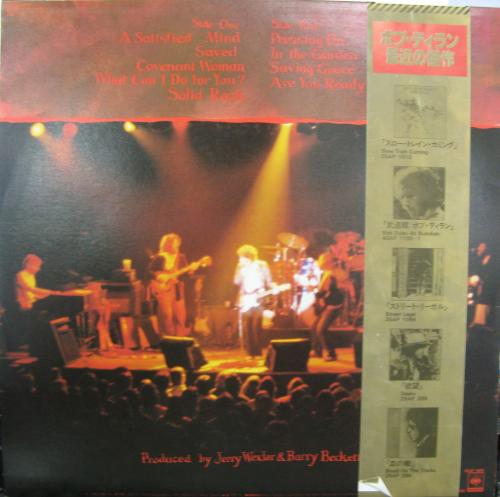 Side One
A Satisfied Mind
Saved
Covenant Woman
What Can I Do for You?
Solid Rock
Side Two
Pressing On
In the Garden
Saving Grace
Are You Ready
ボブ・ディラン
最近の傑作
「スロー・トレイン・カミング」
Slow Train Coming
「武道館」ボブ・ディラン
Bob Dylan At Budokan
「ストリート・リーガル」
Street Legal
「欲望」
Desire
「血の轍」
Blood On The Tracks
Produced by Jerry Wexler & Barry Beckett
CBS